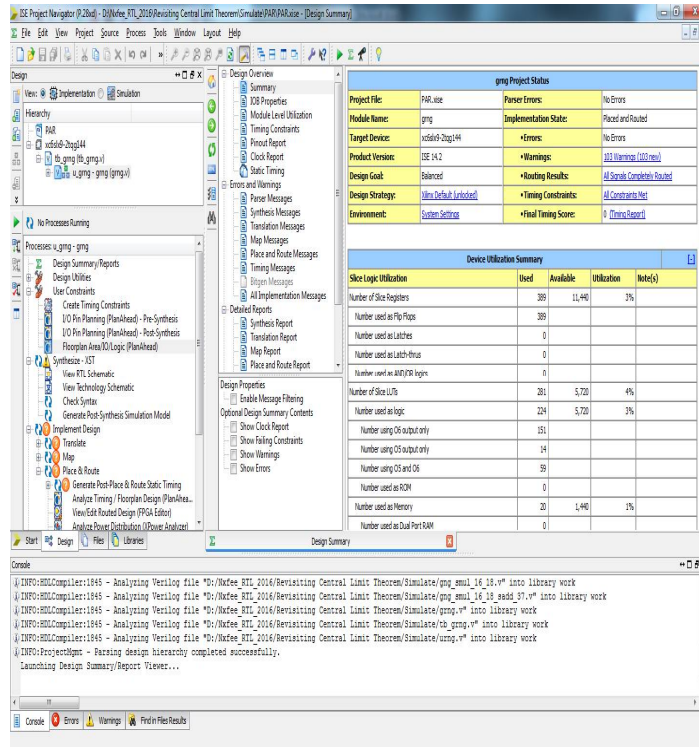 ISE Project Navigator (P.28xd) - D:\Nxfee_RTL_2016\Revisiting Central Limit Theorem\Simulate\PAR\PAR.xise - [Design Summary]
File Edit View Project Source Process Tools Window Layout Help
Design
View: Implementation Simulation
Hierarchy
PAR
xc6slx9-2tqg144
tb_grng (tb_grng.v)
u_grng - grng (grng.v)
No Processes Running
Processes: u_grng - grng
Design Summary/Reports
Design Utilities
User Constraints
Create Timing Constraints
I/O Pin Planning (PlanAhead) - Pre-Synthesis
I/O Pin Planning (PlanAhead) - Post-Synthesis
Floorplan Area/IO/Logic (PlanAhead)
Synthesize - XST
View RTL Schematic
View Technology Schematic
Check Syntax
Generate Post-Synthesis Simulation Model
Implement Design
Translate
Map
Place & Route
Generate Post-Place & Route Static Timing
Analyze Timing / Floorplan Design (PlanAhea...
View/Edit Routed Design (FPGA Editor)
Analyze Power Distribution (XPower Analyzer)
Start Design Files Libraries
Design Overview
Summary
IOB Properties
Module Level Utilization
Timing Constraints
Pinout Report
Clock Report
Static Timing
Errors and Warnings
Parser Messages
Synthesis Messages
Translation Messages
Map Messages
Place and Route Messages
Timing Messages
Bitgen Messages
All Implementation Messages
Detailed Reports
Synthesis Report
Translation Report
Map Report
Place and Route Report
Design Properties
Enable Message Filtering
Optional Design Summary Contents
Show Clock Report
Show Failing Constraints
Show Warnings
Show Errors
Design Summary
grng Project Status
Project File: PAR.xise Parser Errors: No Errors
Module Name: grng Implementation State: Placed and Routed
Target Device: xc6slx9-2tqg144 •Errors: No Errors
Product Version: ISE 14.2 •Warnings: 103 Warnings (103 new)
Design Goal: Balanced •Routing Results: All Signals Completely Routed
Design Strategy: Xilinx Default (unlocked) •Timing Constraints: All Constraints Met
Environment: System Settings •Final Timing Score: 0 (Timing Report)
Device Utilization Summary [-]
Slice Logic Utilization Used Available Utilization Note(s)
Number of Slice Registers 389 11,440 3%
Number used as Flip Flops 389
Number used as Latches 0
Number used as Latch-thrus 0
Number used as AND/OR logics 0
Number of Slice LUTs 281 5,720 4%
Number used as logic 224 5,720 3%
Number using O6 output only 151
Number using O5 output only 14
Number using O5 and O6 59
Number used as ROM 0
Number used as Memory 20 1,440 1%
Number used as Dual Port RAM 0
Console
INFO:HDLCompiler:1845 - Analyzing Verilog file "D:/Nxfee_RTL_2016/Revisiting Central Limit Theorem/Simulate/gng_smul_16_18.v" into library work
INFO:HDLCompiler:1845 - Analyzing Verilog file "D:/Nxfee_RTL_2016/Revisiting Central Limit Theorem/Simulate/gng_smul_16_18_sadd_37.v" into library work
INFO:HDLCompiler:1845 - Analyzing Verilog file "D:/Nxfee_RTL_2016/Revisiting Central Limit Theorem/Simulate/grng.v" into library work
INFO:HDLCompiler:1845 - Analyzing Verilog file "D:/Nxfee_RTL_2016/Revisiting Central Limit Theorem/Simulate/tb_grng.v" into library work
INFO:HDLCompiler:1845 - Analyzing Verilog file "D:/Nxfee_RTL_2016/Revisiting Central Limit Theorem/Simulate/urng.v" into library work
INFO:ProjectMgmt - Parsing design hierarchy completed successfully.
Launching Design Summary/Report Viewer...
Console Errors Warnings Find in Files Results